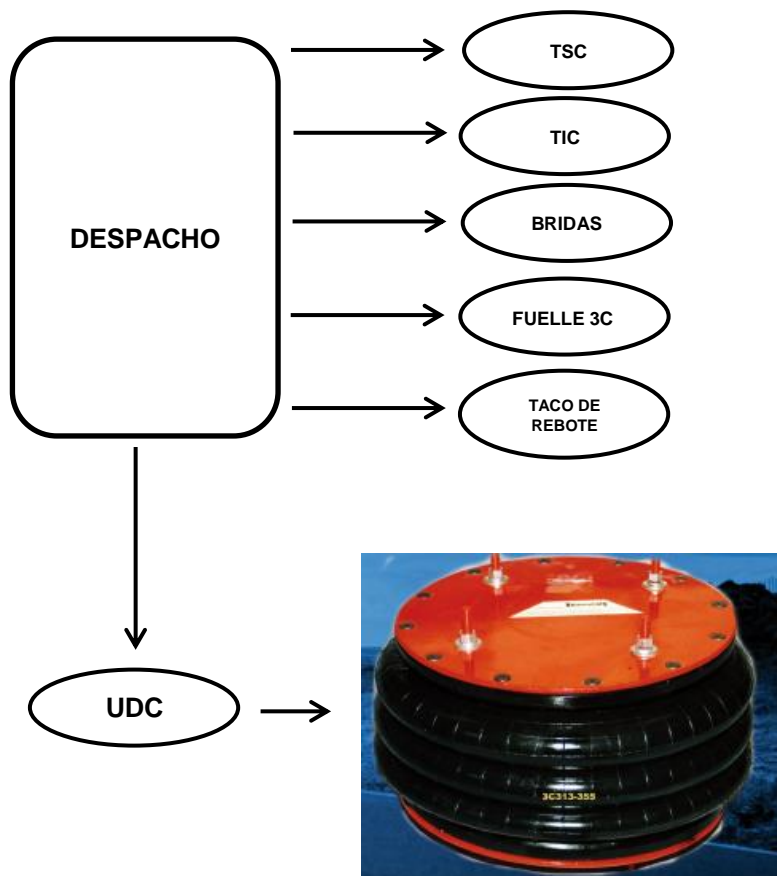 TSC
TIC
DESPACHO
BRIDAS
FUELLE 3C
TACO DE
REBOTE
UDC
3C313-355